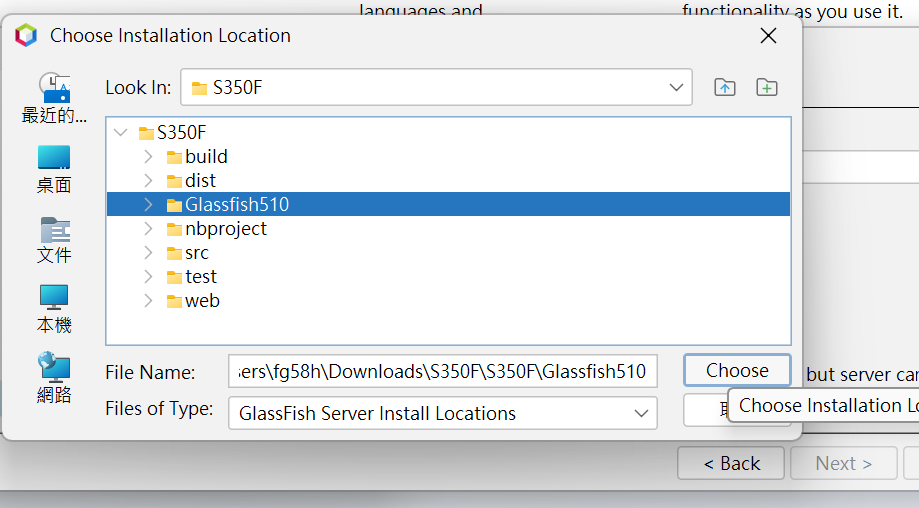 languages and
functionality as you use it.
Choose Installation Location
Look In:
S350F
最近的...
桌面
文件
本機
網路
S350F
build
dist
Glassfish510
nbproject
src
test
web
File Name:
:sers\fg58h\Downloads\S350F\S350F\Glassfish510
Choose
but server can
Files of Type:
GlassFish Server Install Locations
Choose Installation Lo
< Back
Next >